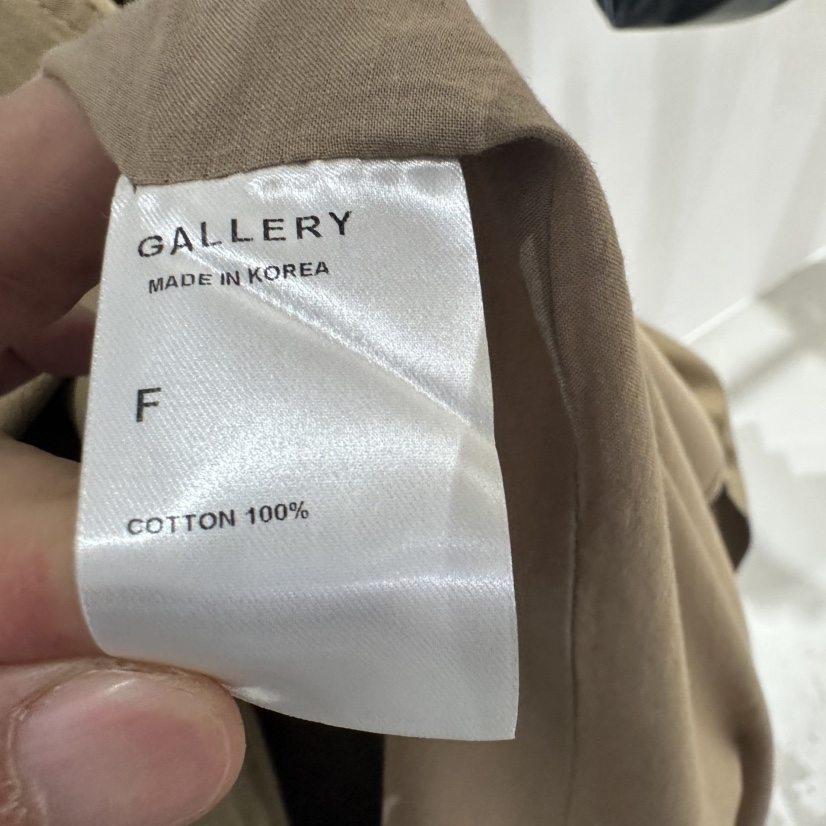 GALLERY
MADE IN KOREA
F
COTTON 100%